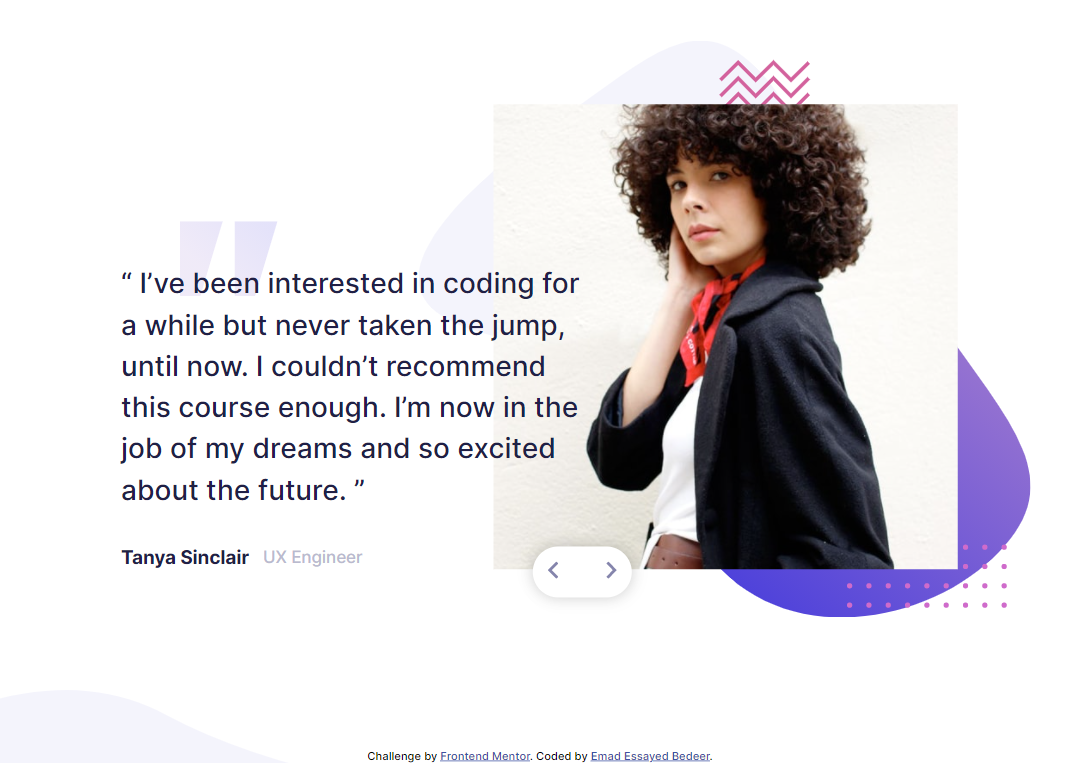 “ I’ve been interested in coding for
a while but never taken the jump,
until now. I couldn’t recommend
this course enough. I’m now in the
job of my dreams and so excited
about the future. ”
Tanya Sinclair UX Engineer
Challenge by Frontend Mentor. Coded by Emad Essayed Bedeer.